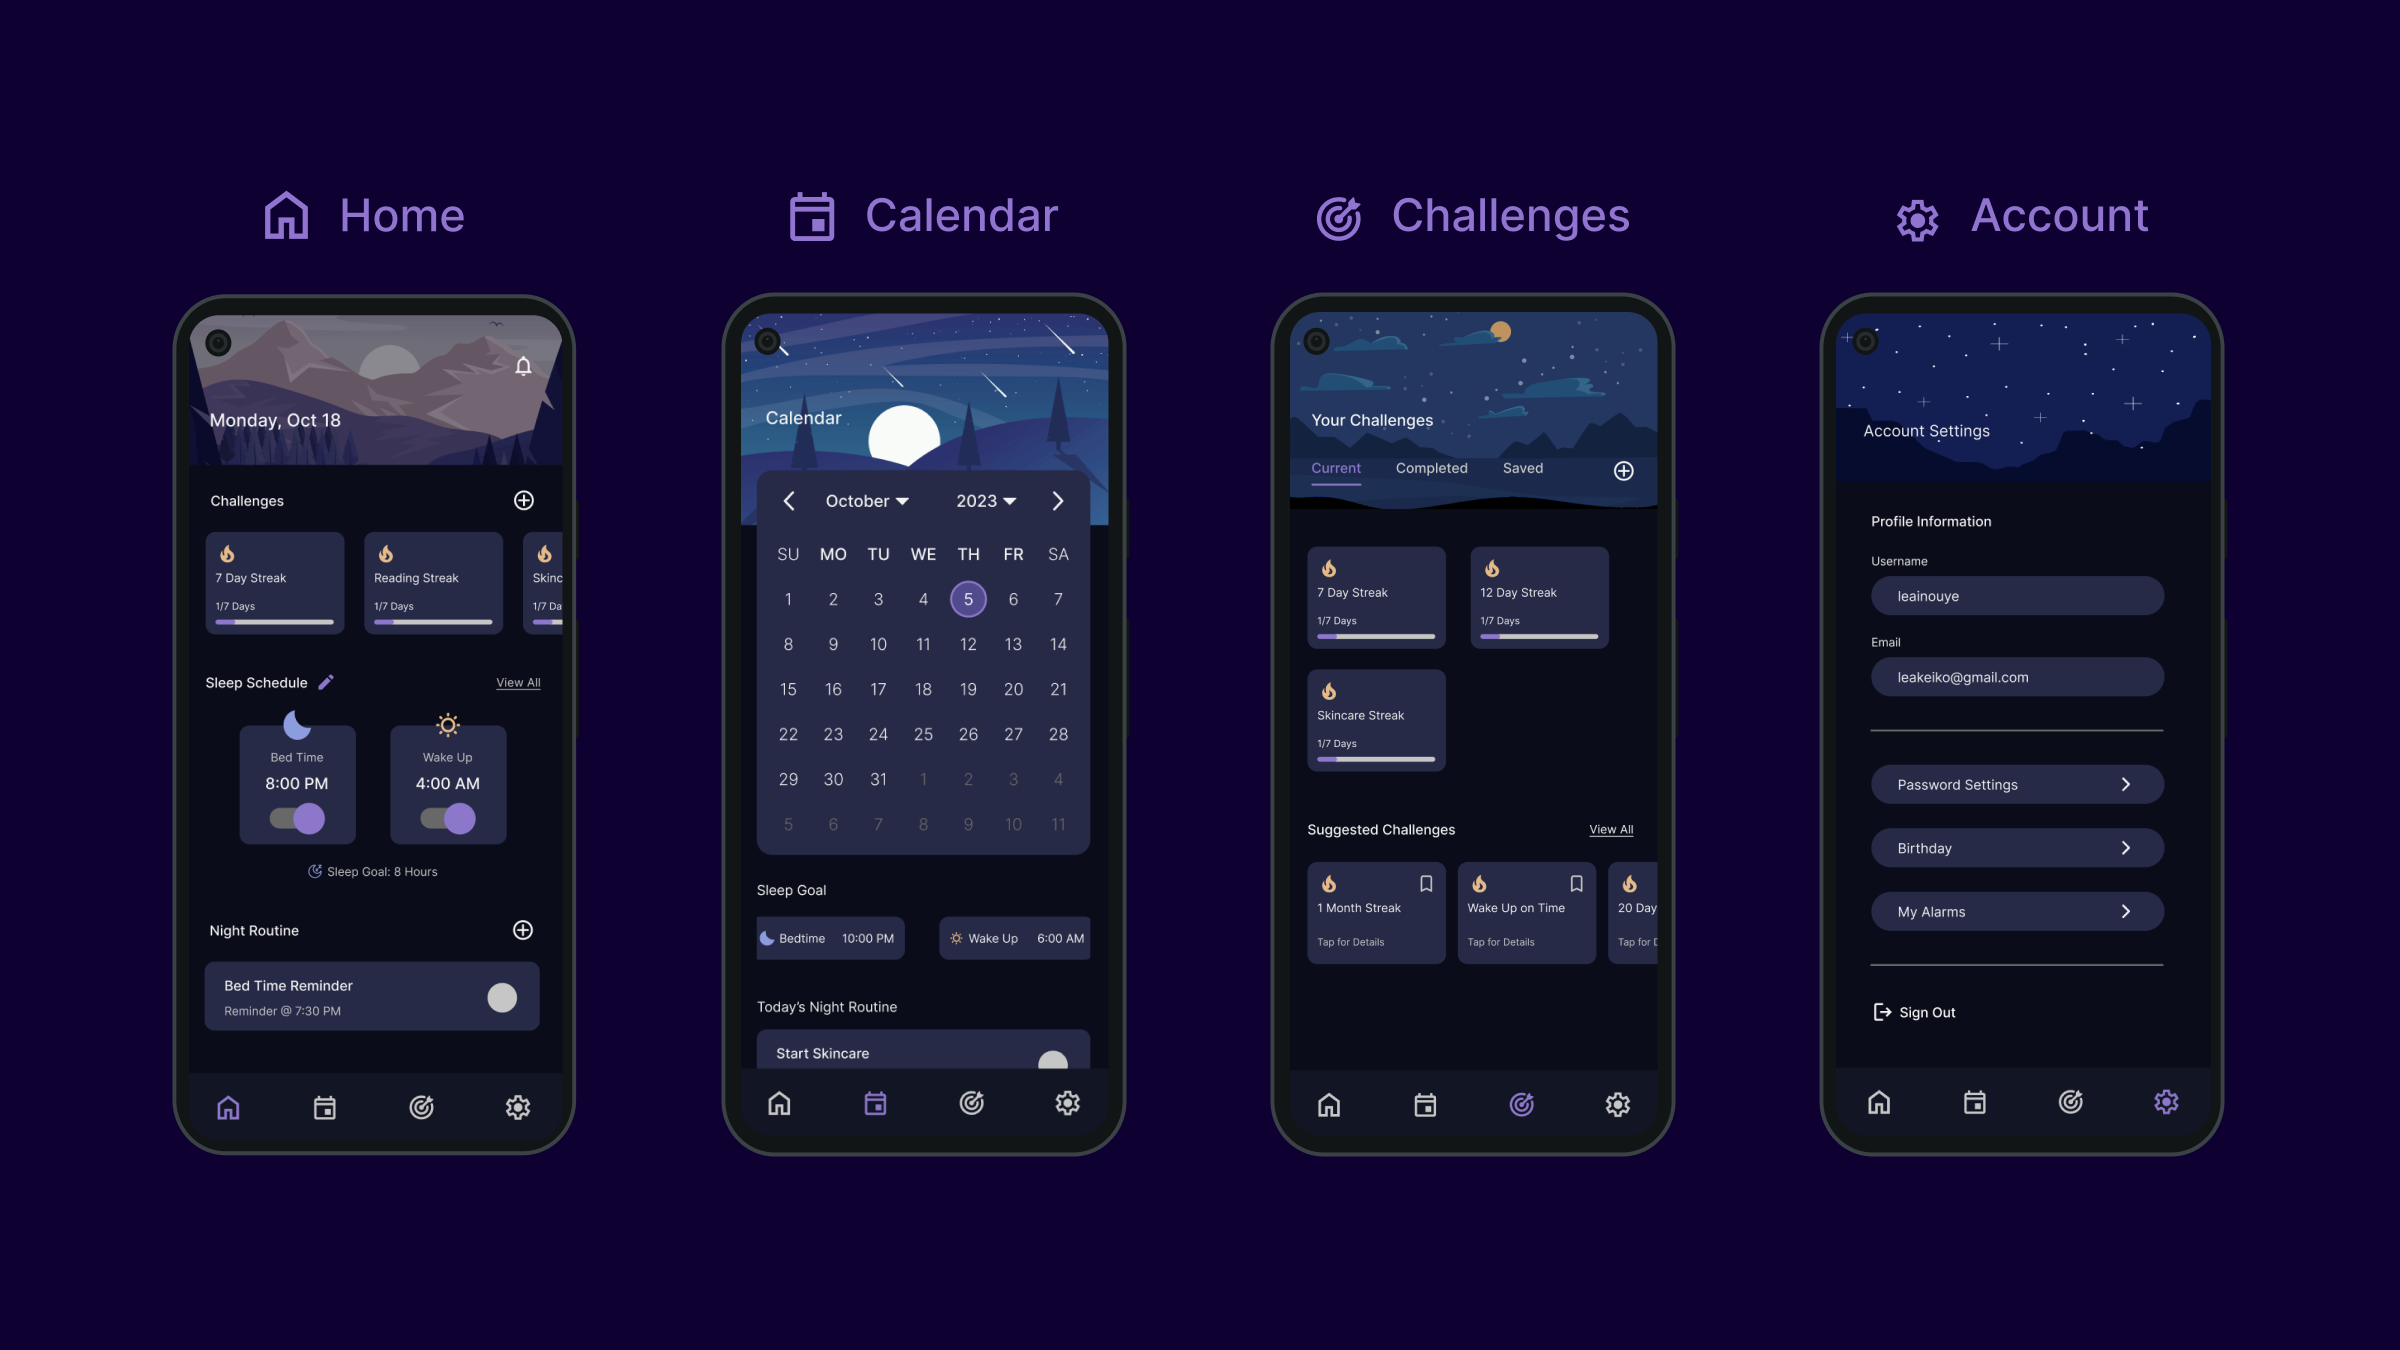 Home
Monday, Oct 18
Challenges
7 Day Streak
1/7 Days
Reading Streak
1/7 Days
Skinc
1/7 Da
Sleep Schedule
View All
Bed Time
8:00 PM
Wake Up
4:00 AM
Sleep Goal: 8 Hours
Night Routine
Bed Time Reminder
Reminder @ 7:30 PM
Calendar
Calendar
October 2023
SU MO TU WE TH FR SA
1 2 3 4 5 6 7
8 9 10 11 12 13 14
15 16 17 18 19 20 21
22 23 24 25 26 27 28
29 30 31 1 2 3 4
5 6 7 8 9 10 11
Sleep Goal
Bedtime 10:00 PM
Wake Up 6:00 AM
Today's Night Routine
Start Skincare
Challenges
Your Challenges
Current Completed Saved
7 Day Streak
1/7 Days
12 Day Streak
1/7 Days
Skincare Streak
1/7 Days
Suggested Challenges
View All
1 Month Streak
Tap for Details
Wake Up on Time
Tap for Details
20 Day
Tap for D
Account
Account Settings
Profile Information
Username
leainouye
Email
leakeiko@gmail.com
Password Settings
Birthday
My Alarms
Sign Out